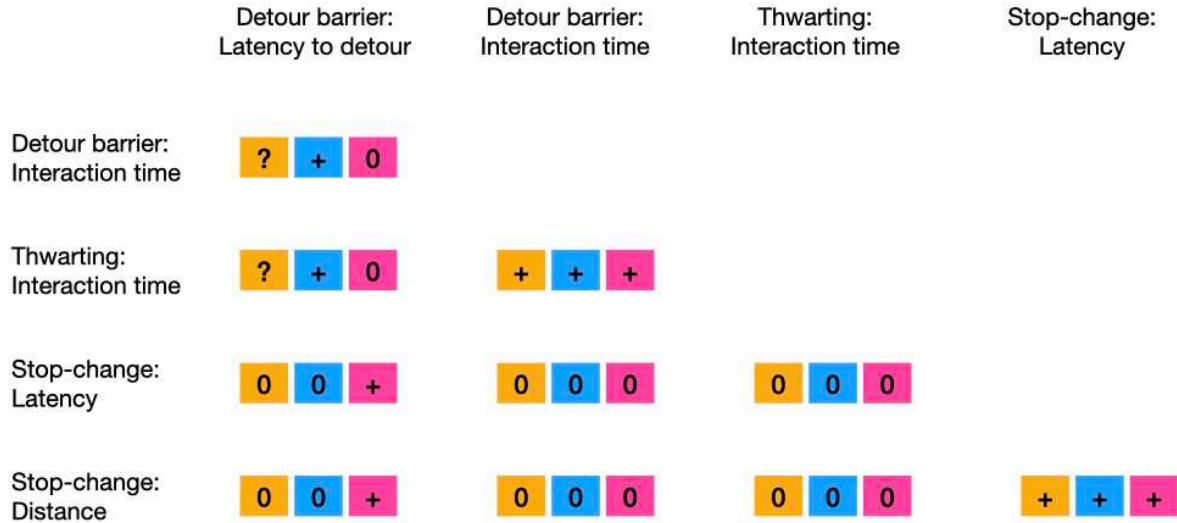 Detour barrier: Detour barrier: Thwarting: Stop-change:
Latency to detour Interaction time Interaction time Latency
Detour barrier:
Interaction time
? + 0
Thwarting:
Interaction time
? + 0 + + +
Stop-change:
Latency
0 0 + 0 0 0 0 0 0
Stop-change:
Distance
0 0 + 0 0 0 0 0 0 + + +